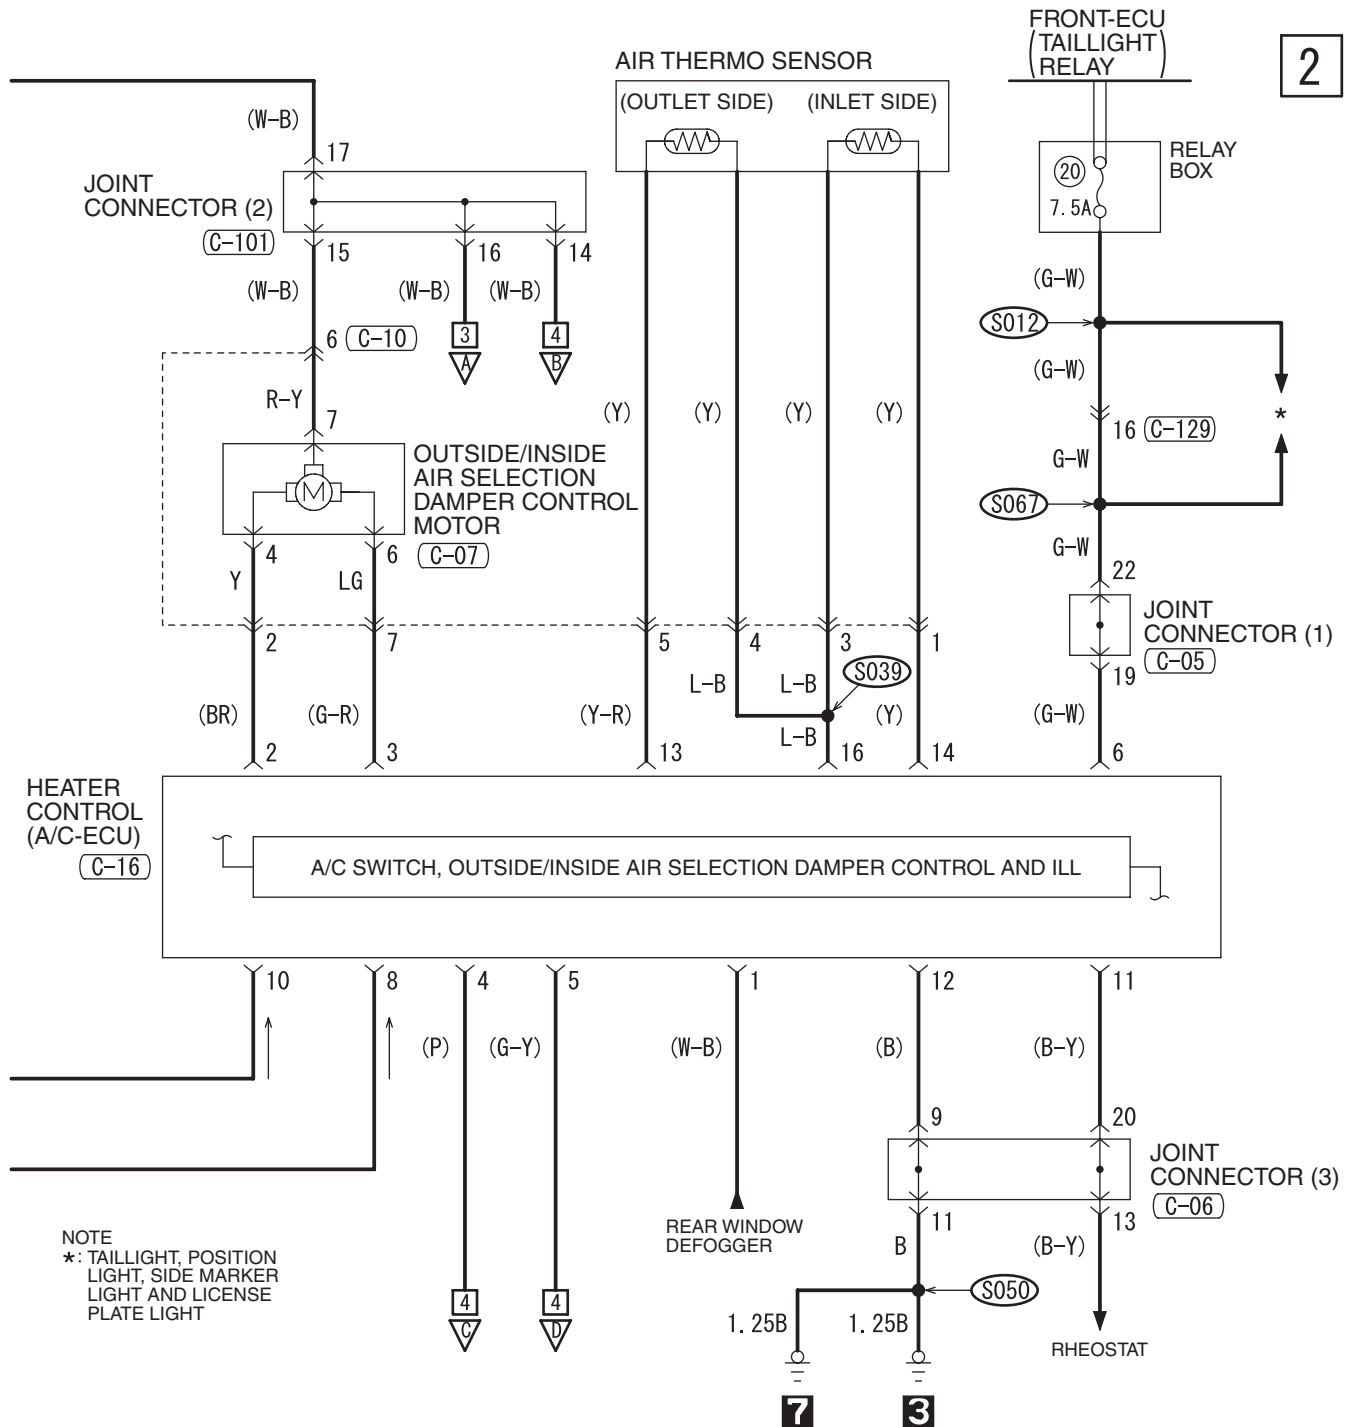 FRONT-ECU
(TAILLIGHT
RELAY)
2
AIR THERMO SENSOR
(OUTLET SIDE) (INLET SIDE)
(W-B)
17
JOINT
CONNECTOR (2)
C-101
15 16 14
20
7.5A
RELAY
BOX
(W-B) (W-B) (W-B)
(G-W)
S012
6 C-10
3 4
A B
(G-W)
R-Y
7
(Y) (Y) (Y) (Y)
16 C-129
*
G-W
OUTSIDE/INSIDE
AIR SELECTION
DAMPER CONTROL
MOTOR
C-07
M
S067
4 6
Y LG
G-W
22
JOINT
CONNECTOR (1)
C-05
2 7 5 4 3 1
19
L-B L-B S039
(BR) (G-R) (Y-R) (Y) (G-W)
L-B
2 3 13 16 14 6
HEATER
CONTROL
(A/C-ECU)
C-16
A/C SWITCH, OUTSIDE/INSIDE AIR SELECTION DAMPER CONTROL AND ILL
10 8 4 5 1 12 11
(P) (G-Y) (W-B) (B) (B-Y)
9 20
JOINT
CONNECTOR (3)
C-06
REAR WINDOW
DEFOGGER
11 13
B (B-Y)
NOTE
*: TAILLIGHT, POSITION
LIGHT, SIDE MARKER
LIGHT AND LICENSE
PLATE LIGHT
4 4
C D
S050
1.25B 1.25B
RHEOSTAT
7 3